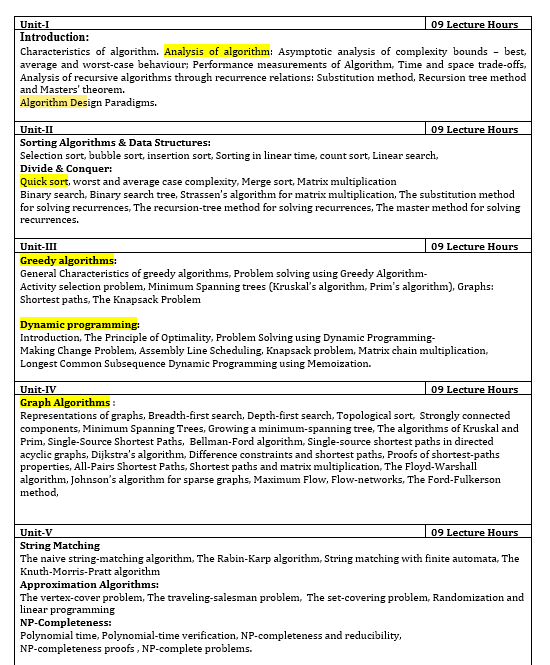 Unit-I 09 Lecture Hours
Introduction:
Characteristics of algorithm. Analysis of algorithm: Asymptotic analysis of complexity bounds – best,
average and worst-case behaviour; Performance measurements of Algorithm, Time and space trade-offs,
Analysis of recursive algorithms through recurrence relations: Substitution method, Recursion tree method
and Masters' theorem.
Algorithm Design Paradigms.
Unit-II 09 Lecture Hours
Sorting Algorithms & Data Structures:
Selection sort, bubble sort, insertion sort, Sorting in linear time, count sort, Linear search,
Divide & Conquer:
Quick sort, worst and average case complexity, Merge sort, Matrix multiplication
Binary search, Binary search tree, Strassen's algorithm for matrix multiplication, The substitution method
for solving recurrences, The recursion-tree method for solving recurrences, The master method for solving
recurrences.
Unit-III 09 Lecture Hours
Greedy algorithms:
General Characteristics of greedy algorithms, Problem solving using Greedy Algorithm-
Activity selection problem, Minimum Spanning trees (Kruskal's algorithm, Prim's algorithm), Graphs:
Shortest paths, The Knapsack Problem
Dynamic programming:
Introduction, The Principle of Optimality, Problem Solving using Dynamic Programming-
Making Change Problem, Assembly Line Scheduling, Knapsack problem, Matrix chain multiplication,
Longest Common Subsequence Dynamic Programming using Memoization.
Unit-IV 09 Lecture Hours
Graph Algorithms :
Representations of graphs, Breadth-first search, Depth-first search, Topological sort, Strongly connected
components, Minimum Spanning Trees, Growing a minimum-spanning tree, The algorithms of Kruskal and
Prim, Single-Source Shortest Paths, Bellman-Ford algorithm, Single-source shortest paths in directed
acyclic graphs, Dijkstra's algorithm, Difference constraints and shortest paths, Proofs of shortest-paths
properties, All-Pairs Shortest Paths, Shortest paths and matrix multiplication, The Floyd-Warshall
algorithm, Johnson's algorithm for sparse graphs, Maximum Flow, Flow-networks, The Ford-Fulkerson
method,
Unit-V 09 Lecture Hours
String Matching
The naive string-matching algorithm, The Rabin-Karp algorithm, String matching with finite automata, The
Knuth-Morris-Pratt algorithm
Approximation Algorithms:
The vertex-cover problem, The traveling-salesman problem, The set-covering problem, Randomization and
linear programming
NP-Completeness:
Polynomial time, Polynomial-time verification, NP-completeness and reducibility,
NP-completeness proofs , NP-complete problems.